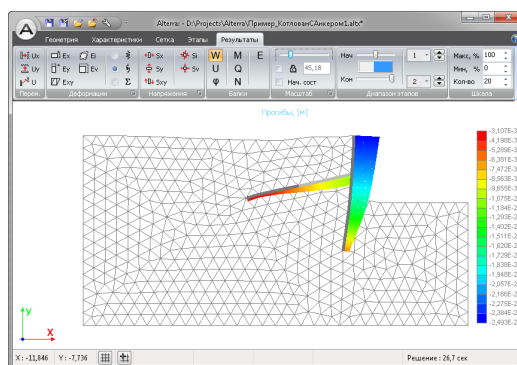 Alterra: - D:\Projects\Alterra\Пример_КотлованСАнкером1.altx*
Геометрия Характеристики Сетка Этапы Результаты
Ux Ex Ei Sx Si W M E Нач 1 Макс, % 100
Uy Ey Ev Sy Sv U Q 45,18 Мин, % 0
U Exy Σ Sxy φ N Нач. сост Кон 2 Кол-во 20
Перем. Деформации Напряжения Балки Масштаб Диапазон этапов Шкала
Прогибы, [м]
-3,107E-3
-4,198E-3
-5,289E-3
-6,381E-3
-7,472E-3
-8,563E-3
-9,655E-3
-1,075E-2
-1,184E-2
-1,293E-2
-1,402E-2
-1,511E-2
-1,620E-2
-1,729E-2
-1,838E-2
-1,948E-2
-2,057E-2
-2,166E-2
-2,275E-2
-2,384E-2
-2,493E-2
y
x
X : -11,846 Y : -7,736 Решение : 26,7 сек